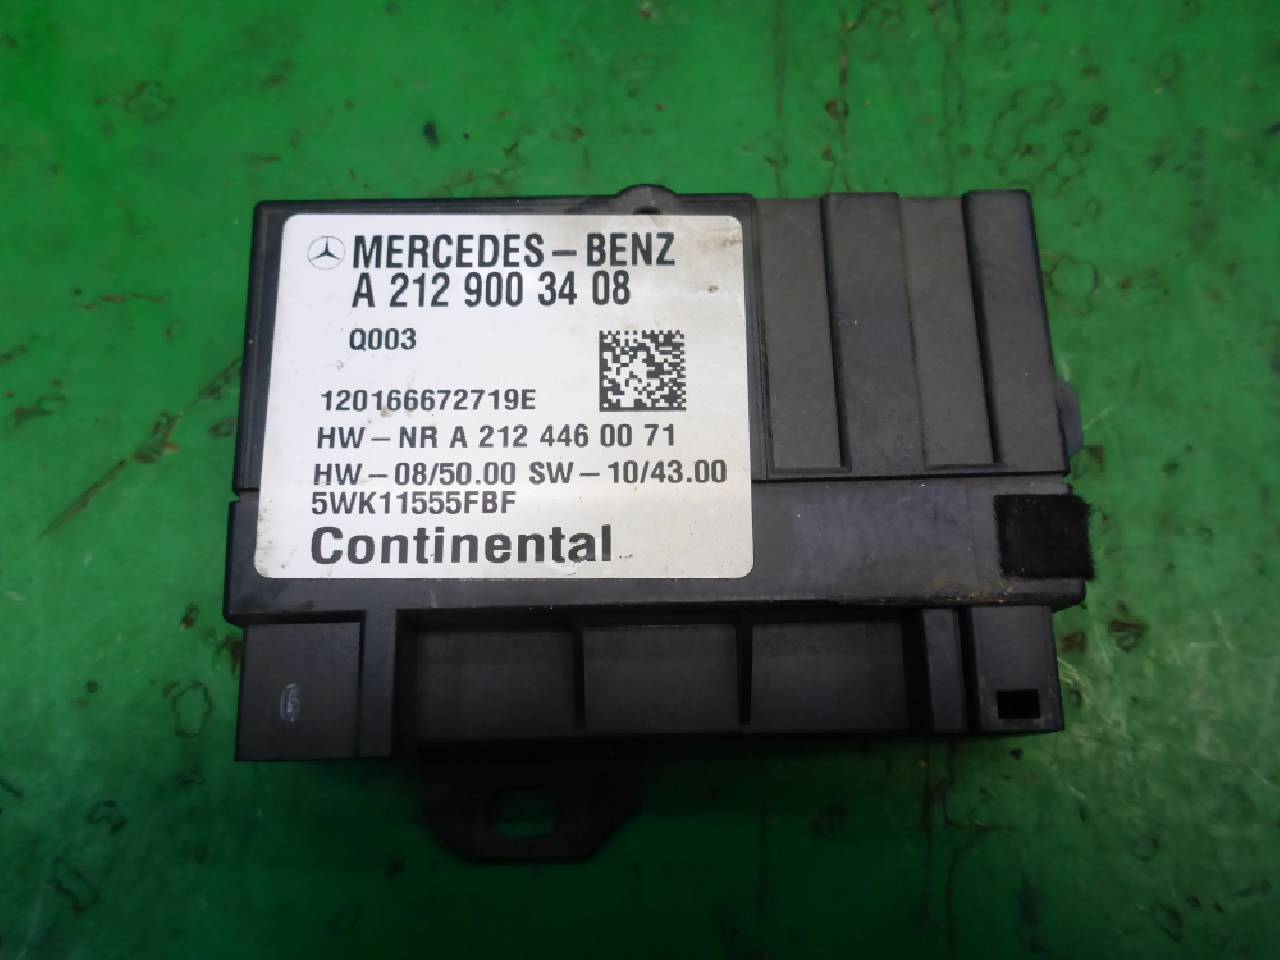 MERCEDES-BENZ
A 212 900 34 08
Q003
120166672719E
HW-NR A 212 446 00 71
HW-08/50.00 SW-10/43.00
5WK11555FBF
Continental